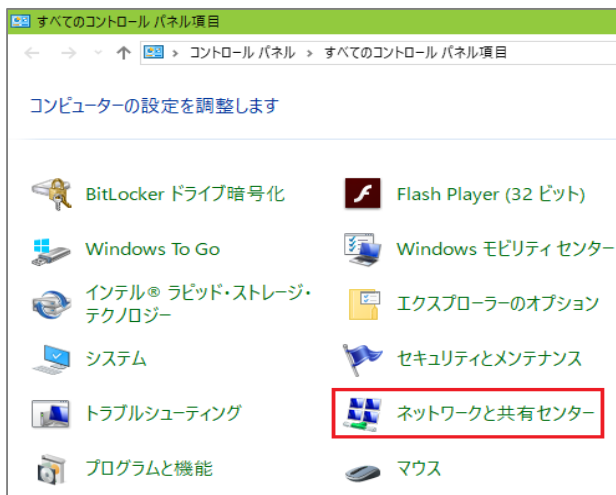 すべてのコントロール パネル項目
コントロール パネル > すべてのコントロール パネル項目
コンピューターの設定を調整します
BitLocker ドライブ暗号化
Flash Player (32 ビット)
Windows To Go
Windows モビリティ センター
インテル® ラピッド・ストレージ・
テクノロジー
エクスプローラーのオプション
システム
セキュリティとメンテナンス
トラブルシューティング
ネットワークと共有センター
プログラムと機能
マウス